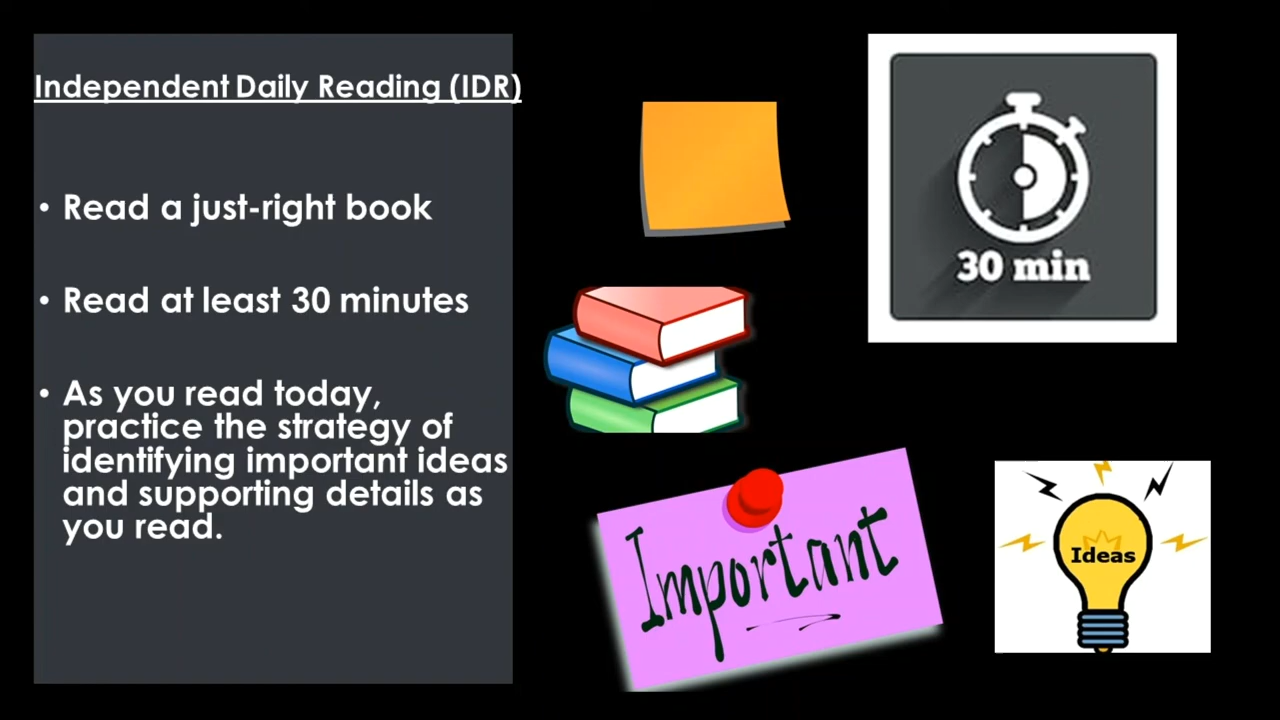 Independent Daily Reading (IDR)
• Read a just-right book
• Read at least 30 minutes
• As you read today,
practice the strategy of
identifying important ideas
and supporting details as
you read.
30 min
Important
Ideas